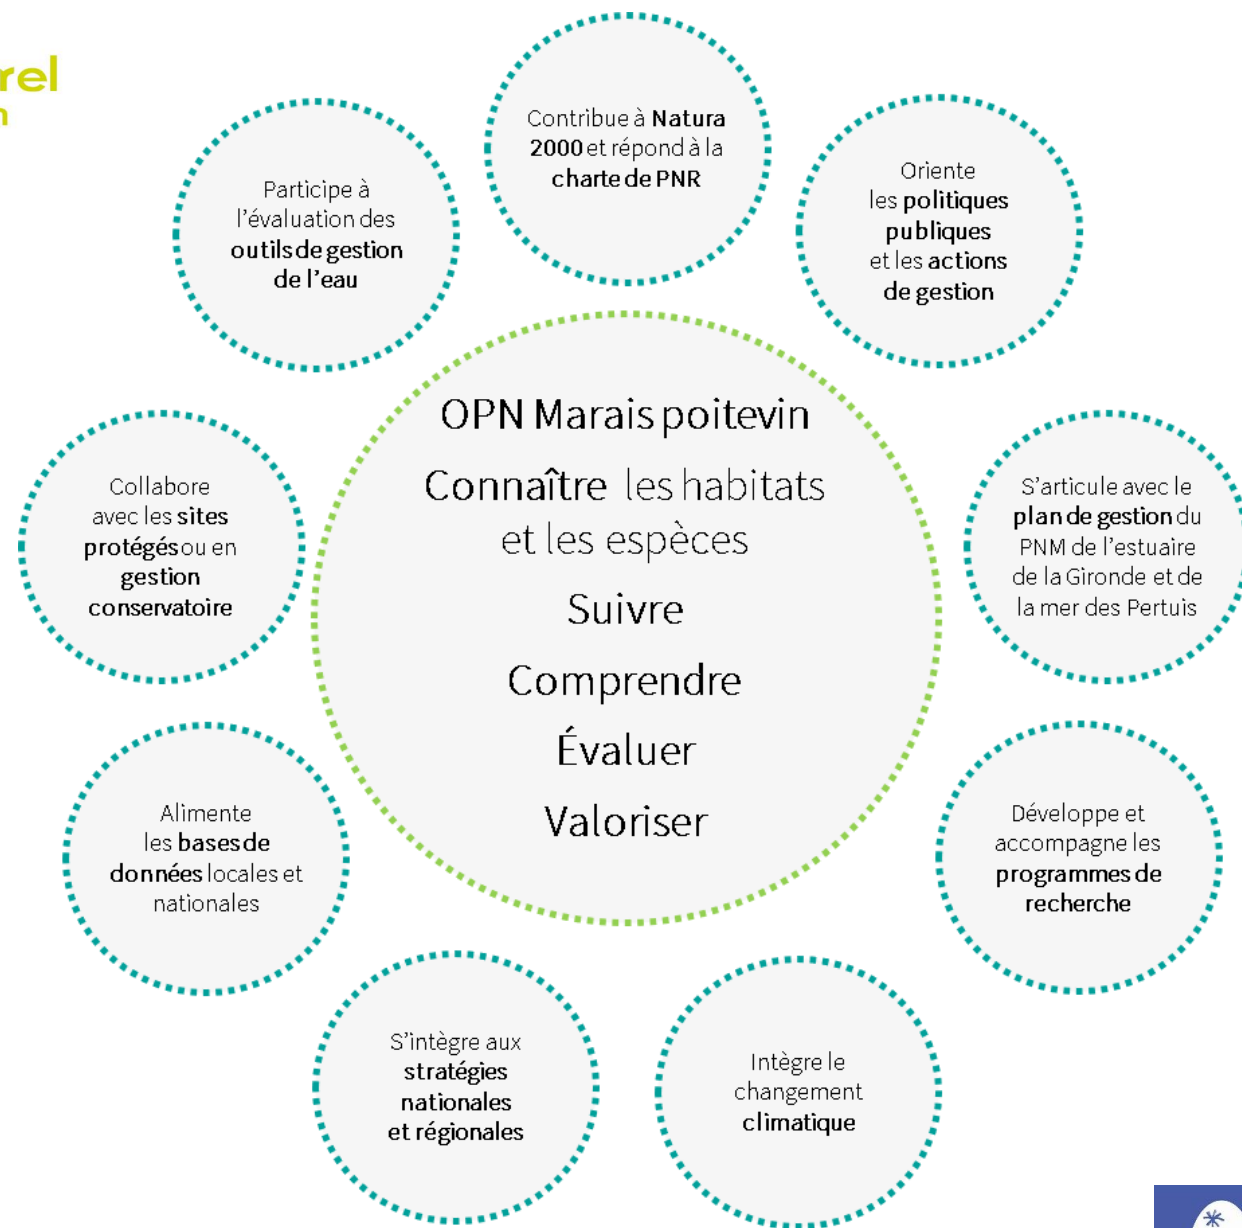 rel
n
Contribue à Natura
2000 et répond à la
charte de PNR
Oriente
les politiques
publiques
et les actions
de gestion
S'articule avec le
plan de gestion du
PNM de l'estuaire
de la Gironde et de
la mer des Pertuis
Développe et
accompagne les
programmes de
recherche
Intègre le
changement
climatique
S'intègre aux
stratégies
nationales
et régionales
Alimente
les bases de
données locales et
nationales
Collabore
avec les sites
protégés ou en
gestion
conservatoire
Participe à
l'évaluation des
outils de gestion
de l'eau
OPN Marais poitevin
Connaître les habitats
et les espèces
Suivre
Comprendre
Évaluer
Valoriser